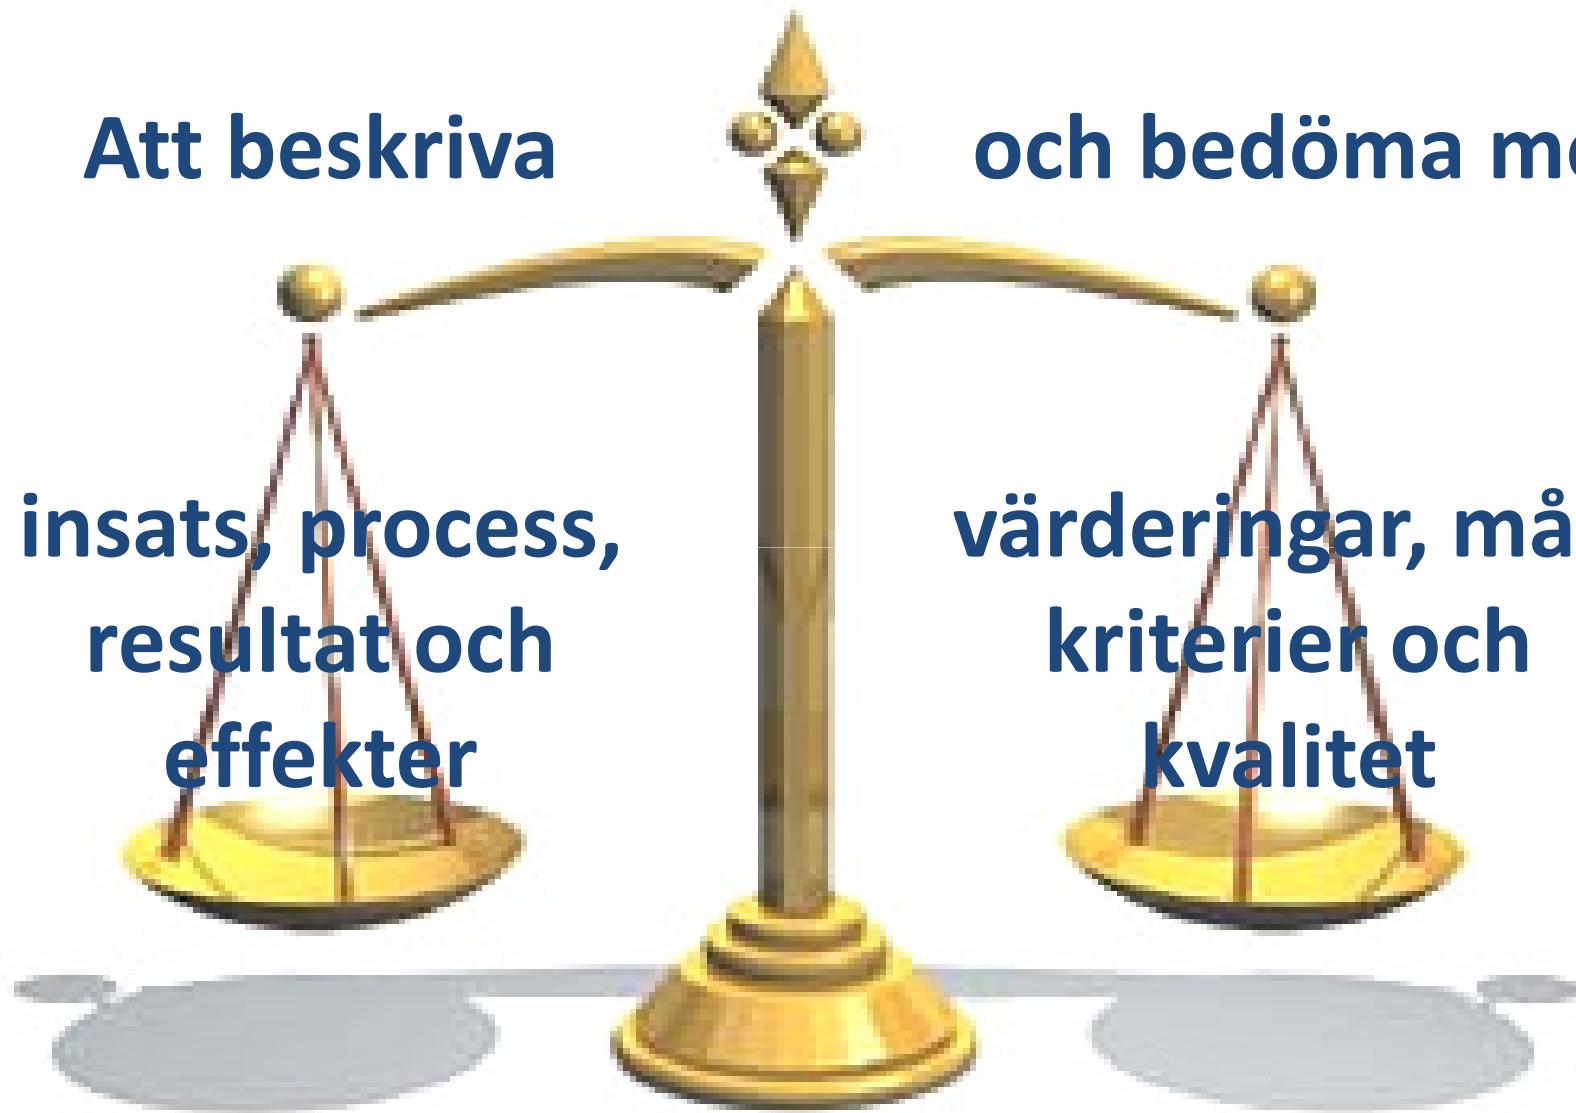 Att beskriva
och bedöma
insats, process,
resultat och
effekter
värderingar,
kriterier och
kvalitet